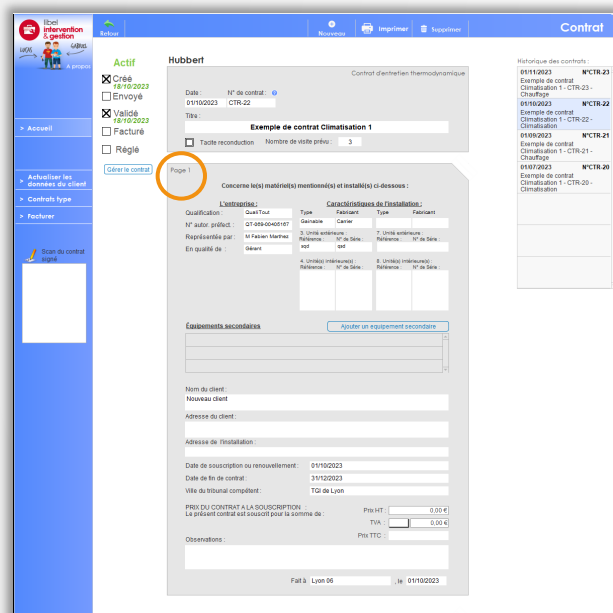 libel
intervention
& gestion
LUCAS
GABRIEL
A propos
> Accueil
> Actualiser les
données du client
> Contrats type
> Facturer
Scan du contrat
signé
Retour
Nouveau
Imprimer
Supprimer
Contrat
Actif
Créé
18/10/2023
Envoyé
Validé
18/10/2023
Facturé
Réglé
Gérer le contrat
Hubbert
Contrat d'entretien thermodynamique
Date : N° de contrat : ?
01/10/2023 CTR-22
Titre :
Exemple de contrat Climatisation 1
Tacite reconduction Nombre de visite prévu : 3
Page 1
Concerne le(s) matériel(s) mentionné(s) et installé(s) ci-dessous :
L'entreprise :
Qualification : QualiTout
N° autor. préfect. : QT-069-00405167
Représentée par : M Fabien Marthez
En qualité de : Gérant
Caractéristiques de l'installation :
Type Fabricant Type Fabricant
Gainable Carrier
3. Unité extérieure : 7. Unité extérieure :
Référence : N° de Série : Référence : N° de Série :
sqd sqd
4. Unité(s) intérieure(s) : 8. Unité(s) intérieure(s) :
Référence : N° de Série : Référence : N° de Série :
Équipements secondaires
Ajouter un équipement secondaire
Nom du client :
Nouveau client
Adresse du client :
Adresse de l'installation :
Date de souscription ou renouvellement : 01/10/2023
Date de fin de contrat : 31/12/2023
Ville du tribunal compétent : TGI de Lyon
PRIX DU CONTRAT A LA SOUSCRIPTION :
Le présent contrat est souscrit pour la somme de :
Prix HT : 0,00 €
TVA : 0,00 €
Prix TTC :
Observations :
Fait à Lyon 06 , le 01/10/2023
Historique des contrats :
01/11/2023 N°CTR-23
Exemple de contrat
Climatisation 1 - CTR-23 -
Chauffage
01/10/2023 N°CTR-22
Exemple de contrat
Climatisation 1 - CTR-22 -
Climatisation
01/09/2023 N°CTR-21
Exemple de contrat
Climatisation 1 - CTR-21 -
Chauffage
01/07/2023 N°CTR-20
Exemple de contrat
Climatisation 1 - CTR-20 -
Climatisation